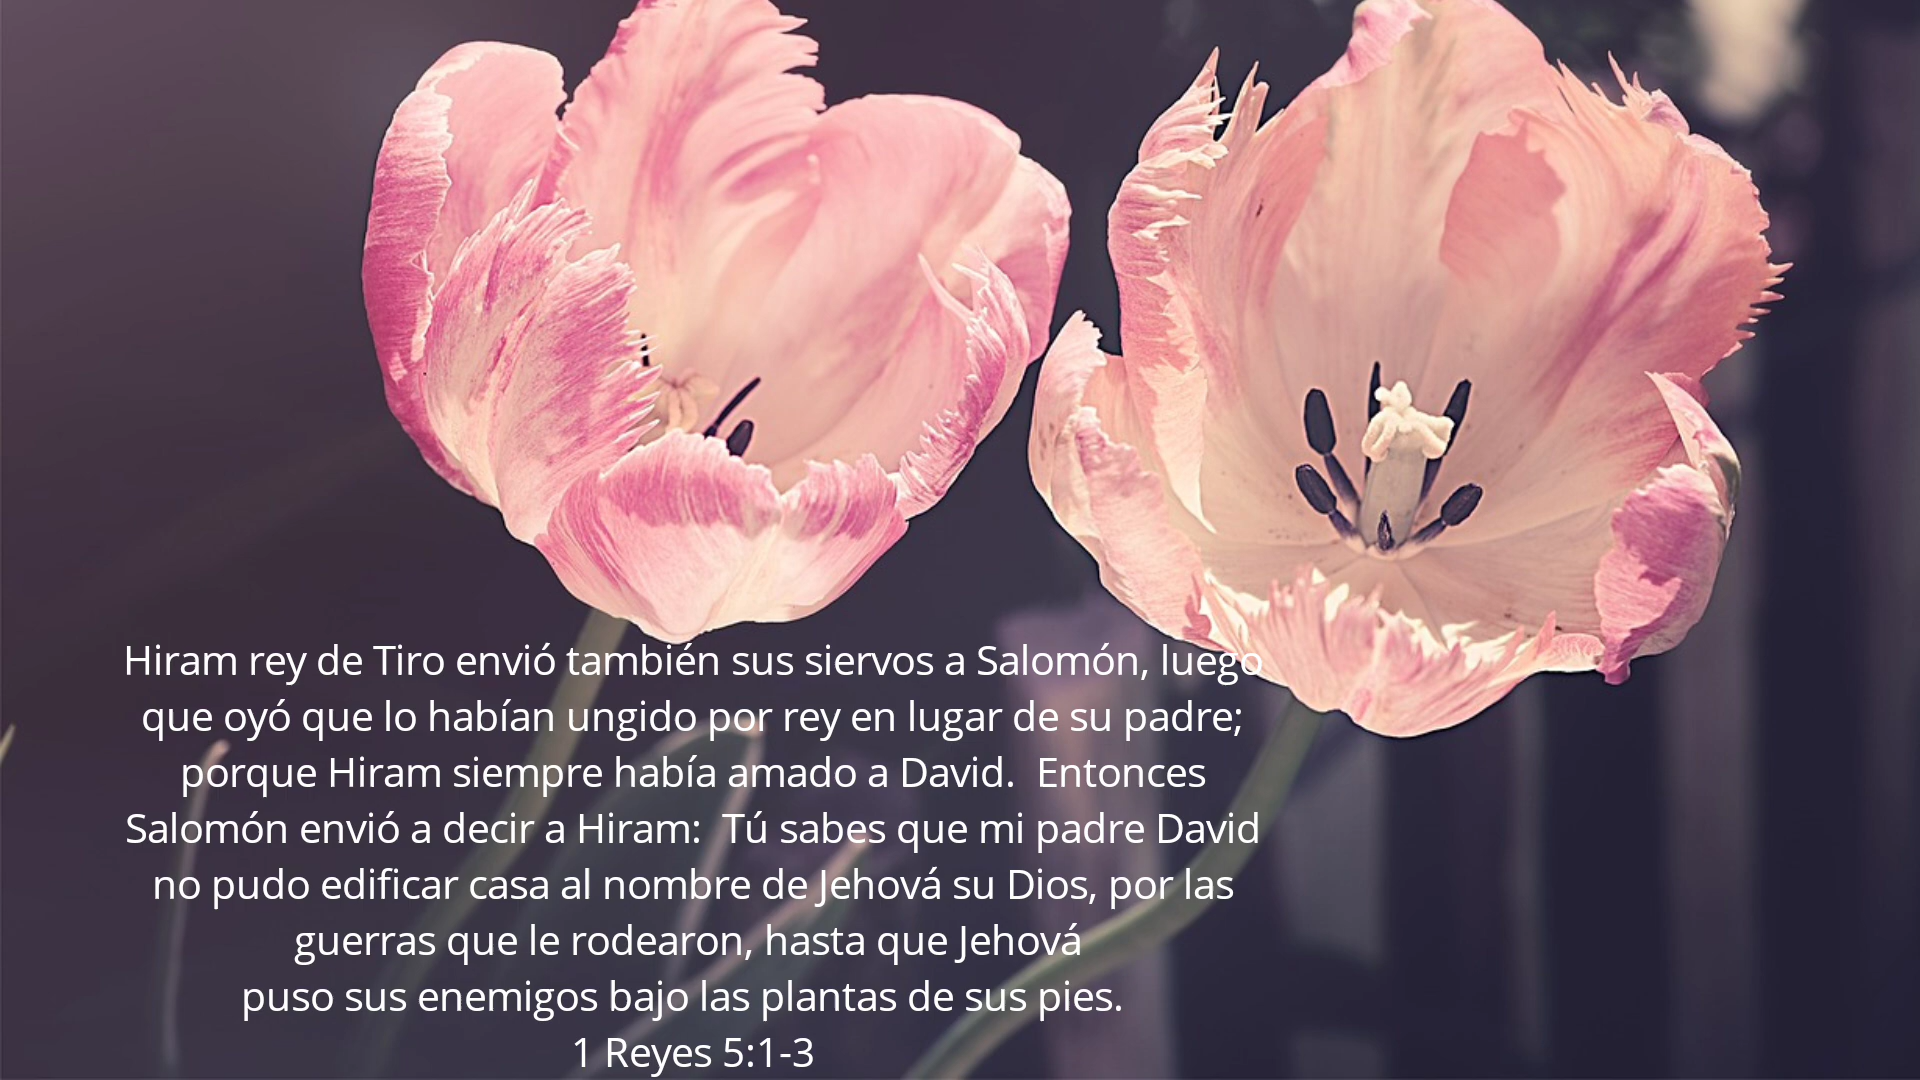 Hiram rey de Tiro envió también sus siervos a Salomón, luego
que oyó que lo habían ungido por rey en lugar de su padre;
porque Hiram siempre había amado a David.  Entonces
Salomón envió a decir a Hiram:  Tú sabes que mi padre David
no pudo edificar casa al nombre de Jehová su Dios, por las
guerras que le rodearon, hasta que Jehová
puso sus enemigos bajo las plantas de sus pies.
1 Reyes 5:1-3